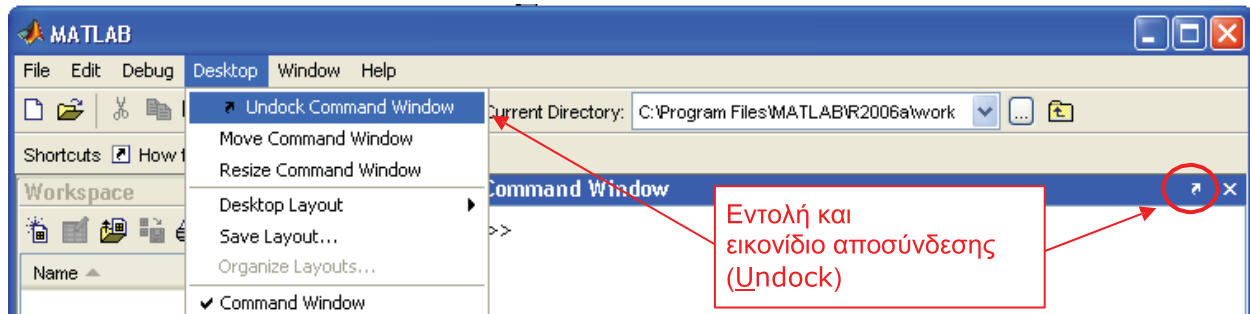 MATLAB
File Edit Debug Desktop Window Help
Undock Command Window
Current Directory: C:\Program Files\MATLAB\R2006a\work ...
Move Command Window
Shortcuts How
Resize Command Window
Workspace
Command Window
Desktop Layout
>>
Save Layout...
Organize Layouts...
Name
✔ Command Window
Εντολή και
εικονίδιο αποσύνδεσης
(Undock)